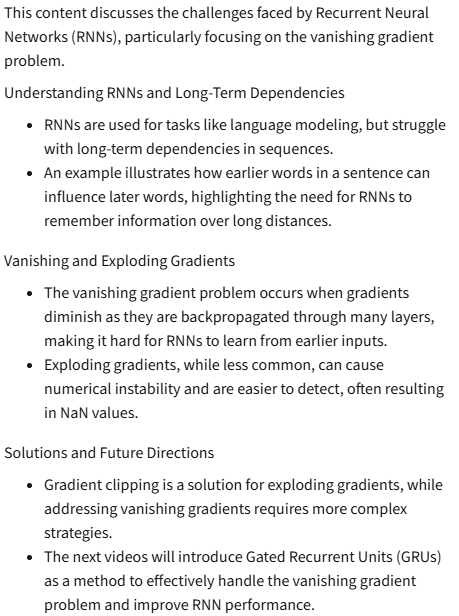 This content discusses the challenges faced by Recurrent Neural
Networks (RNNs), particularly focusing on the vanishing gradient
problem.
Understanding RNNs and Long-Term Dependencies
• RNNs are used for tasks like language modeling, but struggle
with long-term dependencies in sequences.
• An example illustrates how earlier words in a sentence can
influence later words, highlighting the need for RNNs to
remember information over long distances.
Vanishing and Exploding Gradients
• The vanishing gradient problem occurs when gradients
diminish as they are backpropagated through many layers,
making it hard for RNNs to learn from earlier inputs.
• Exploding gradients, while less common, can cause
numerical instability and are easier to detect, often resulting
in NaN values.
Solutions and Future Directions
• Gradient clipping is a solution for exploding gradients, while
addressing vanishing gradients requires more complex
strategies.
• The next videos will introduce Gated Recurrent Units (GRUs)
as a method to effectively handle the vanishing gradient
problem and improve RNN performance.